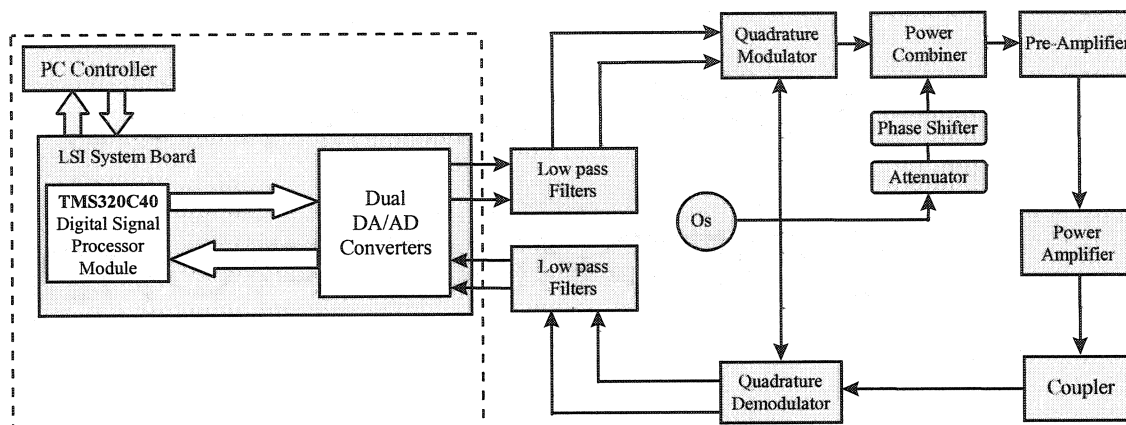 PC Controller
LSI System Board
TMS320C40
Digital Signal
Processor
Module
Dual
DA/AD
Converters
Low pass
Filters
Low pass
Filters
Quadrature
Modulator
Power
Combiner
Pre-Amplifier
Phase Shifter
Attenuator
Os
Power
Amplifier
Quadrature
Demodulator
Coupler